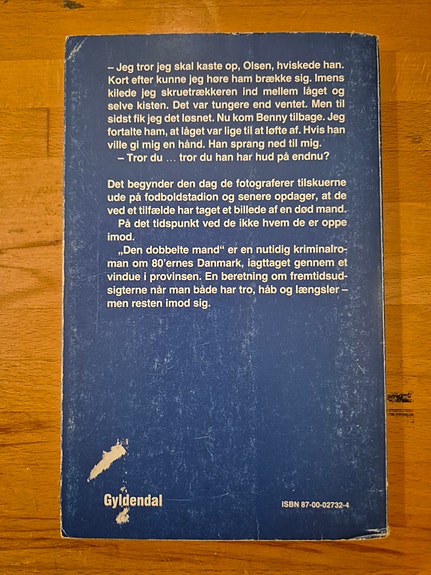 – Jeg tror jeg skal kaste op, Olsen, hviskede han.
Kort efter kunne jeg høre ham brække sig. Imens
kilede jeg skruetrækkeren ind mellem låget og
selve kisten. Det var tungere end ventet. Men til
sidst fik jeg det løsnet. Nu kom Benny tilbage. Jeg
fortalte ham, at låget var lige til at løfte af. Hvis han
ville gi mig en hånd. Han sprang ned til mig.
– Tror du ... tror du han har hud på endnu?
Det begynder den dag de fotograferer tilskuerne
ude på fodboldstadion og senere opdager, at de
ved et tilfælde har taget et billede af en død mand.
På det tidspunkt ved de ikke hvem de er oppe
imod.
„Den dobbelte mand“ er en nutidig kriminalro-
man om 80'ernes Danmark, iagttaget gennem et
vindue i provinsen. En beretning om fremtidsud-
sigterne når man både har tro, håb og længsler –
men resten imod sig.
Gyldendal
ISBN 87-00-02732-4